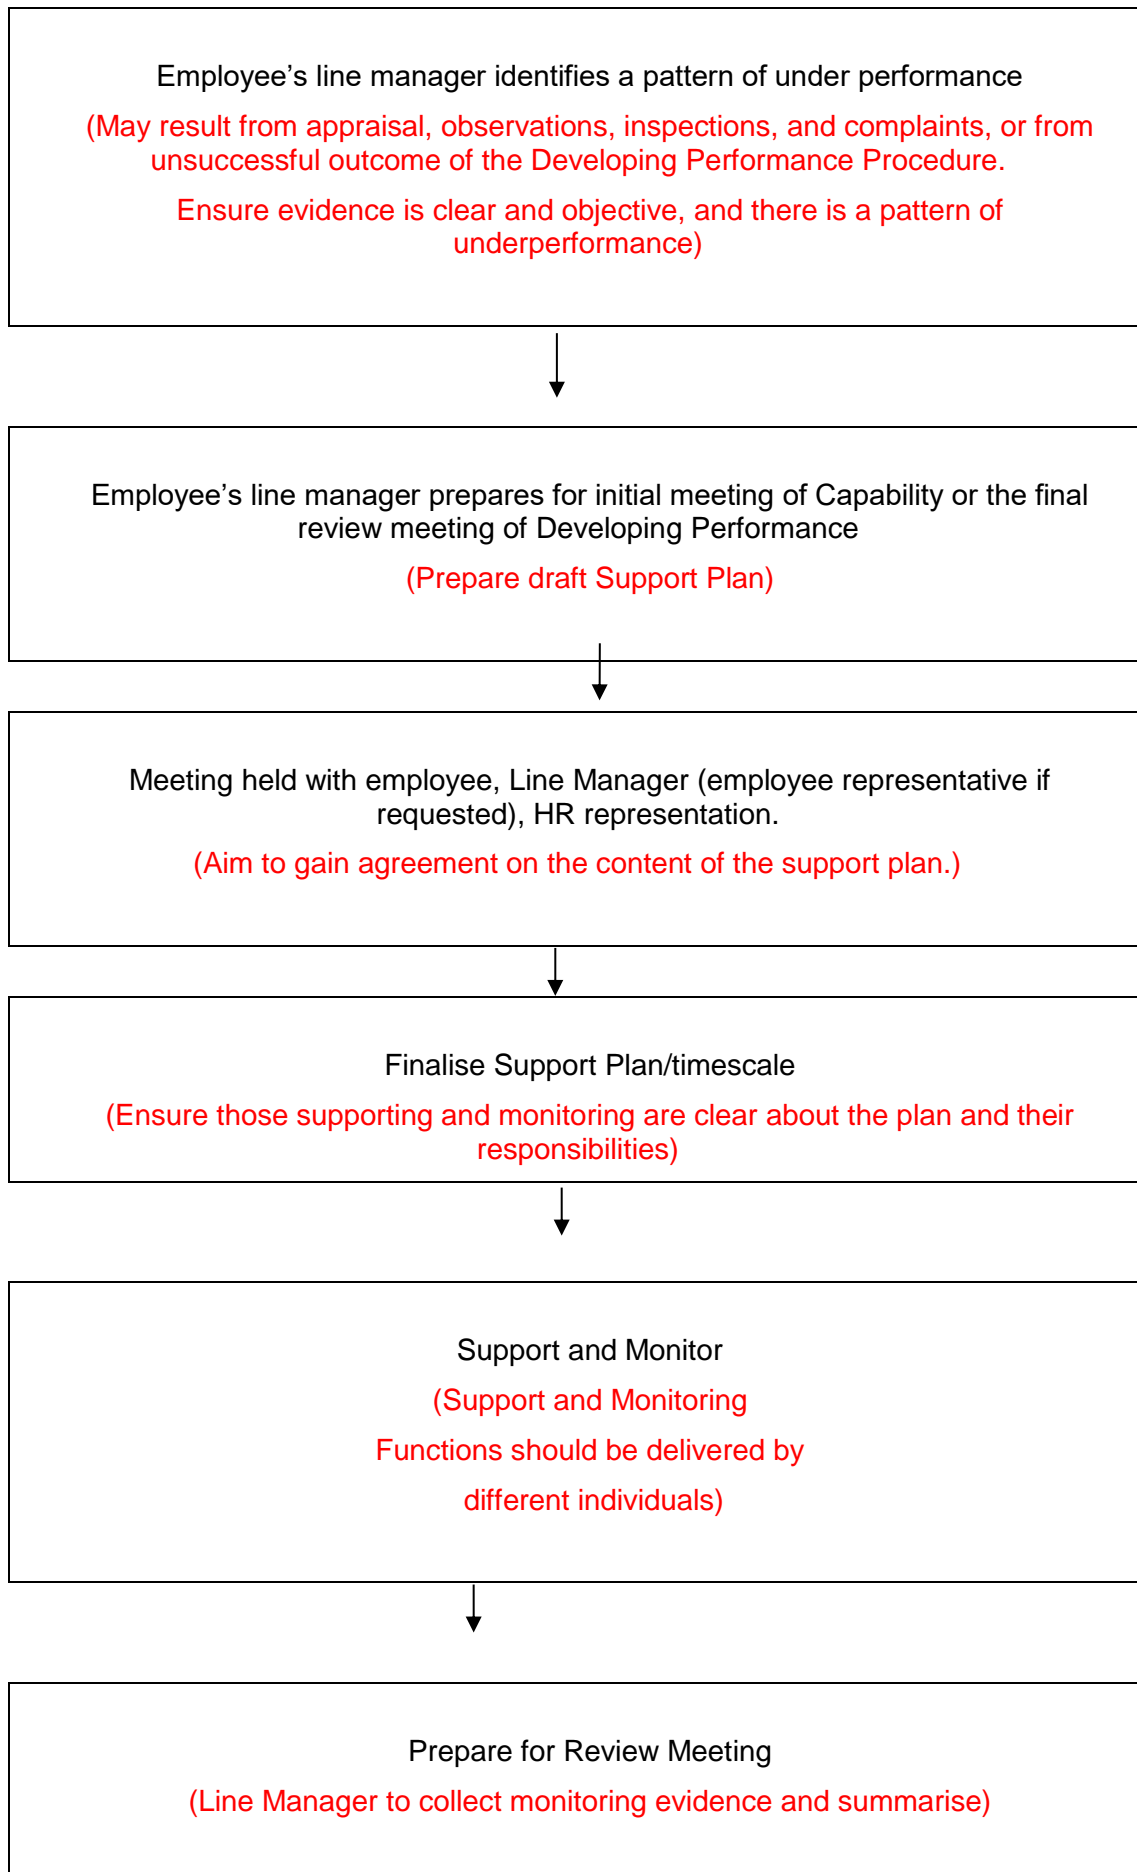 Employee’s line manager identifies a pattern of under performance
(May result from appraisal, observations, inspections, and complaints, or from
unsuccessful outcome of the Developing Performance Procedure.
Ensure evidence is clear and objective, and there is a pattern of
underperformance)
Employee’s line manager prepares for initial meeting of Capability or the final
review meeting of Developing Performance
(Prepare draft Support Plan)
Meeting held with employee, Line Manager (employee representative if
requested), HR representation.
(Aim to gain agreement on the content of the support plan.)
Finalise Support Plan/timescale
(Ensure those supporting and monitoring are clear about the plan and their
responsibilities)
Support and Monitor
(Support and Monitoring
Functions should be delivered by
different individuals)
Prepare for Review Meeting
(Line Manager to collect monitoring evidence and summarise)